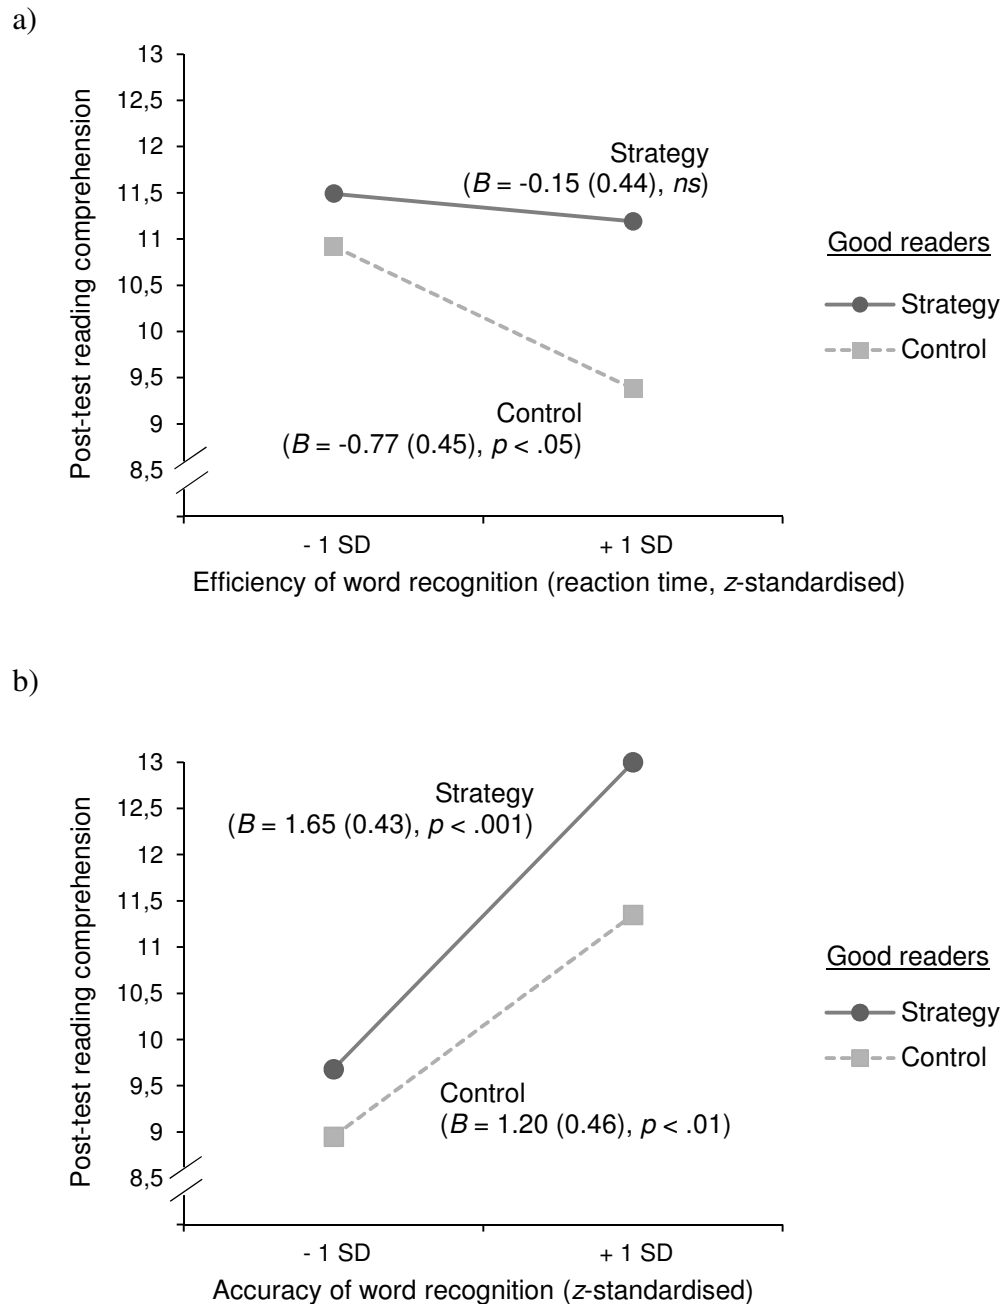 a)
Post-test reading comprehension
13
12,5
12
11,5
11
10,5
10
9,5
9
8,5
Strategy
(B = -0.15 (0.44), ns)
Control
(B = -0.77 (0.45), p < .05)
Good readers
Strategy
Control
- 1 SD
+ 1 SD
Efficiency of word recognition (reaction time, z-standardised)
b)
Post-test reading comprehension
13
12,5
12
11,5
11
10,5
10
9,5
9
8,5
Strategy
(B = 1.65 (0.43), p < .001)
Control
(B = 1.20 (0.46), p < .01)
Good readers
Strategy
Control
- 1 SD
+ 1 SD
Accuracy of word recognition (z-standardised)